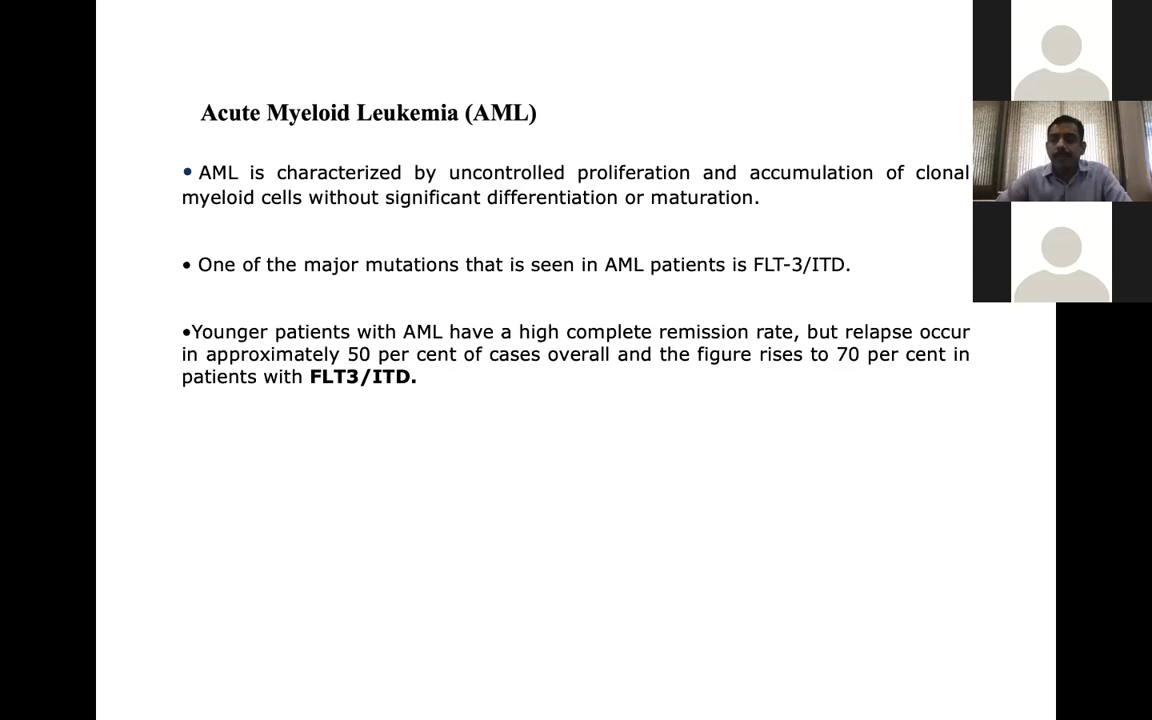 Acute Myeloid Leukemia (AML)
• AML is characterized by uncontrolled proliferation and accumulation of clonal
myeloid cells without significant differentiation or maturation.
• One of the major mutations that is seen in AML patients is FLT-3/ITD.
•Younger patients with AML have a high complete remission rate, but relapse occur
in approximately 50 per cent of cases overall and the figure rises to 70 per cent in
patients with FLT3/ITD.